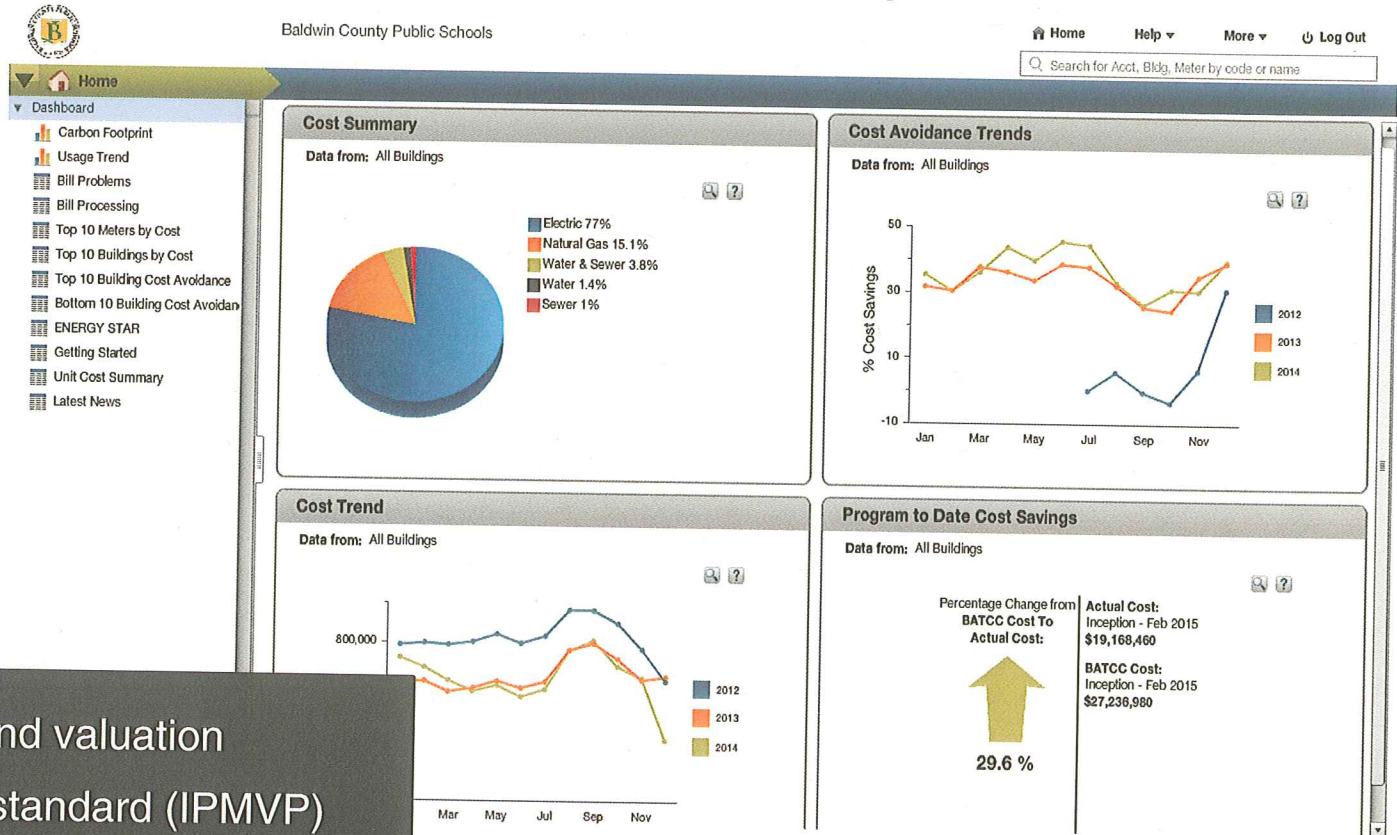 B
Baldwin County Public Schools
Home
Help
More
Log Out
Search for Acct, Bldg, Meter by code or name
Home
Dashboard
Carbon Footprint
Usage Trend
Bill Problems
Bill Processing
Top 10 Meters by Cost
Top 10 Buildings by Cost
Top 10 Building Cost Avoidance
Bottom 10 Building Cost Avoidan
ENERGY STAR
Getting Started
Unit Cost Summary
Latest News
Cost Summary
Data from: All Buildings
?
Electric 77%
Natural Gas 15.1%
Water & Sewer 3.8%
Water 1.4%
Sewer 1%
Cost Avoidance Trends
Data from: All Buildings
?
% Cost Savings
50
30
10
-10
Jan Mar May Jul Sep Nov
2012
2013
2014
Cost Trend
Data from: All Buildings
?
800,000
Mar May Jul Sep Nov
2012
2013
2014
Program to Date Cost Savings
Data from: All Buildings
?
Percentage Change from
BATCC Cost To
Actual Cost:
29.6 %
Actual Cost:
Inception - Feb 2015
$19,168,460
BATCC Cost:
Inception - Feb 2015
$27,236,980
nd valuation
standard (IPMVP)